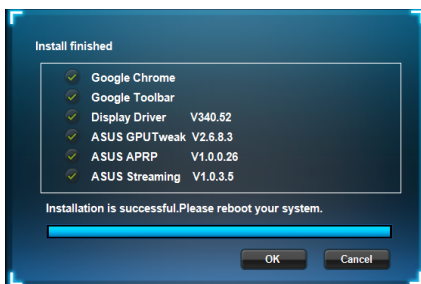 Install finished
Google Chrome
Google Toolbar
Display Driver V340.52
ASUS GPUTweak V2.6.8.3
ASUS APRP V1.0.0.26
ASUS Streaming V1.0.3.5
Installation is successful.Please reboot your system.
OK Cancel